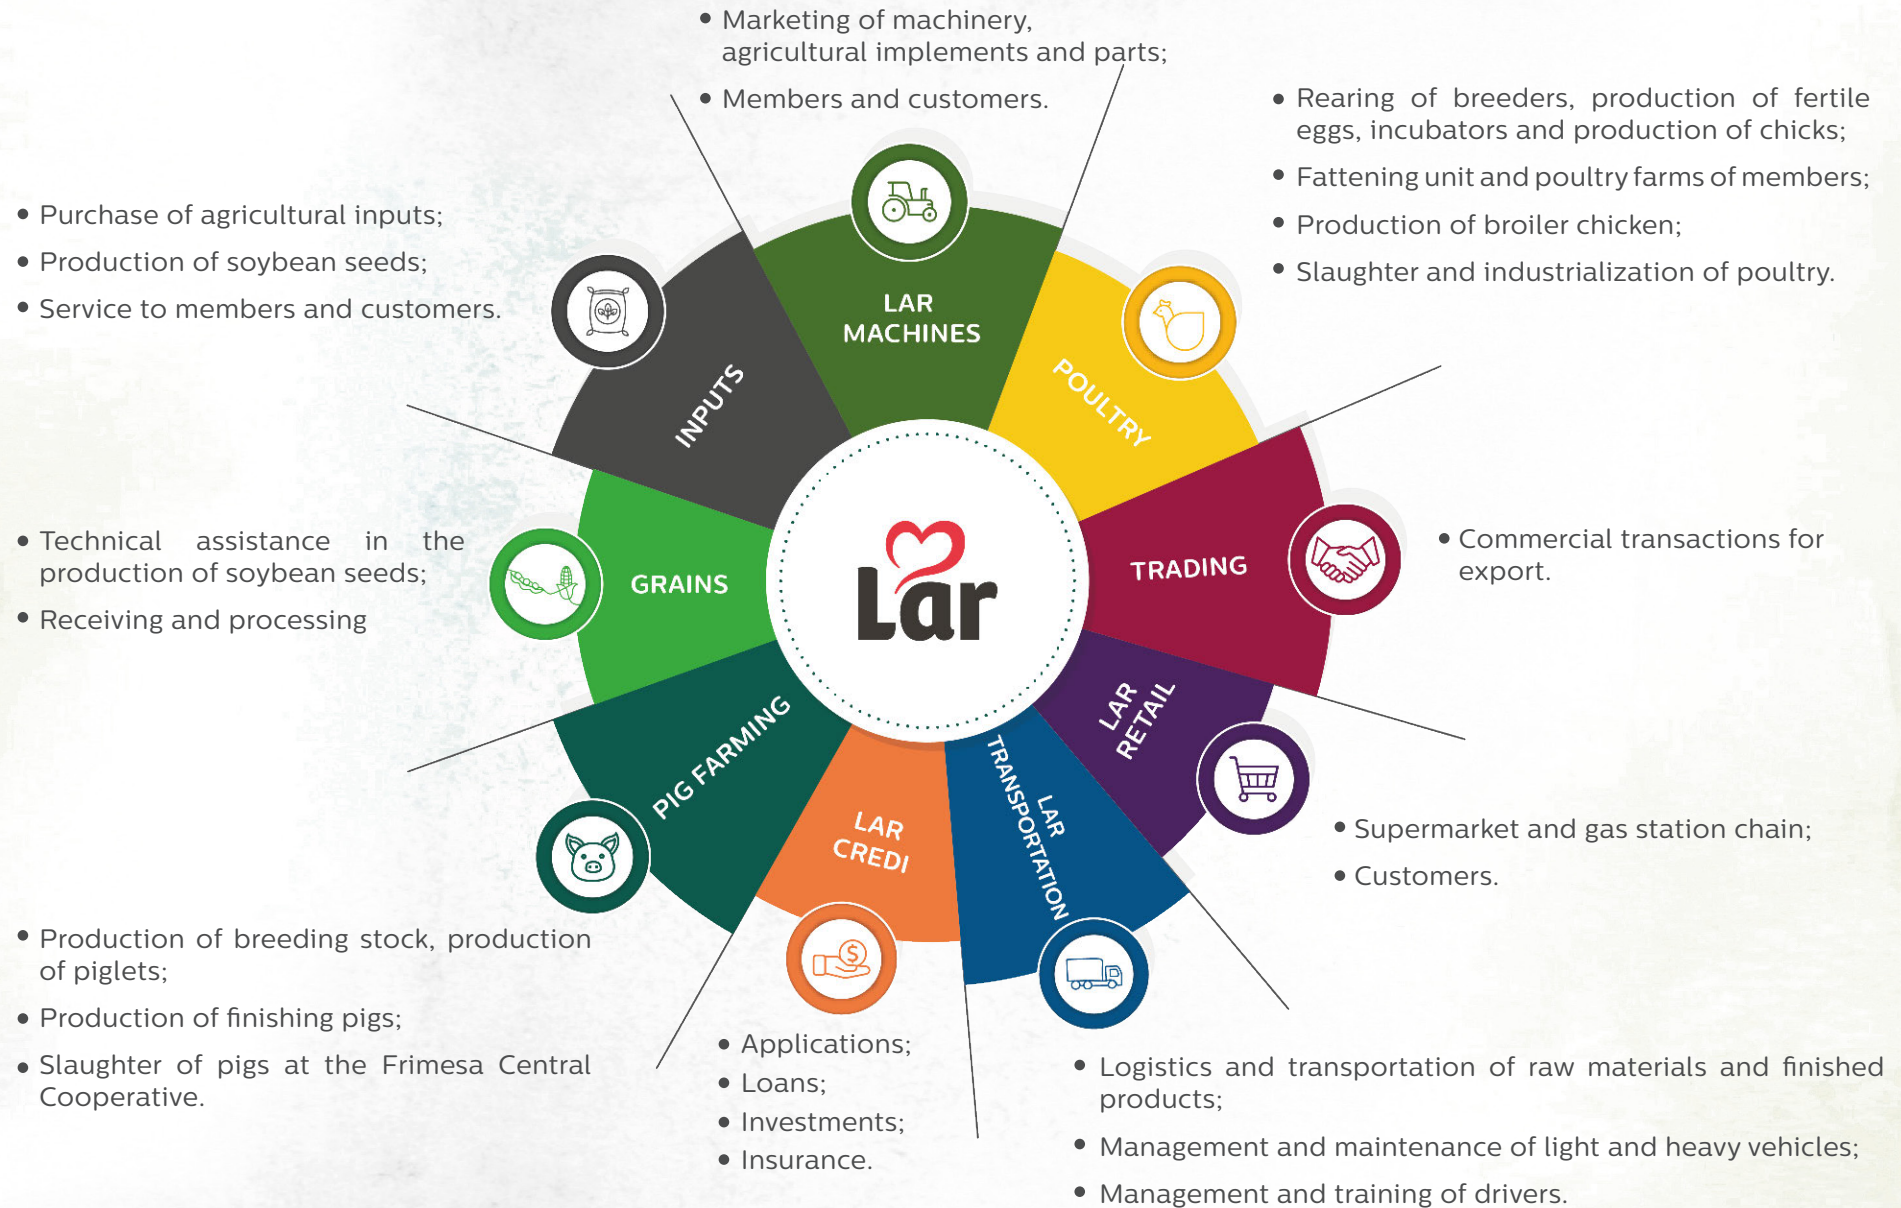 • Marketing of machinery,
agricultural implements and parts;
• Members and customers.
• Rearing of breeders, production of fertile
eggs, incubators and production of chicks;
• Fattening unit and poultry farms of members;
• Production of broiler chicken;
• Slaughter and industrialization of poultry.
• Purchase of agricultural inputs;
• Production of soybean seeds;
• Service to members and customers.
LAR
MACHINES
INPUTS
POULTRY
• Technical assistance in the
production of soybean seeds;
• Receiving and processing
GRAINS
Lar
TRADING
• Commercial transactions for
export.
PIG FARMING
LAR
CREDI
$
LAR
TRANSPORTATION
LAR
RETAIL
• Supermarket and gas station chain;
• Customers.
• Production of breeding stock, production
of piglets;
• Production of finishing pigs;
• Slaughter of pigs at the Frimesa Central
Cooperative.
• Applications;
• Loans;
• Investments;
• Insurance.
• Logistics and transportation of raw materials and finished
products;
• Management and maintenance of light and heavy vehicles;
• Management and training of drivers.